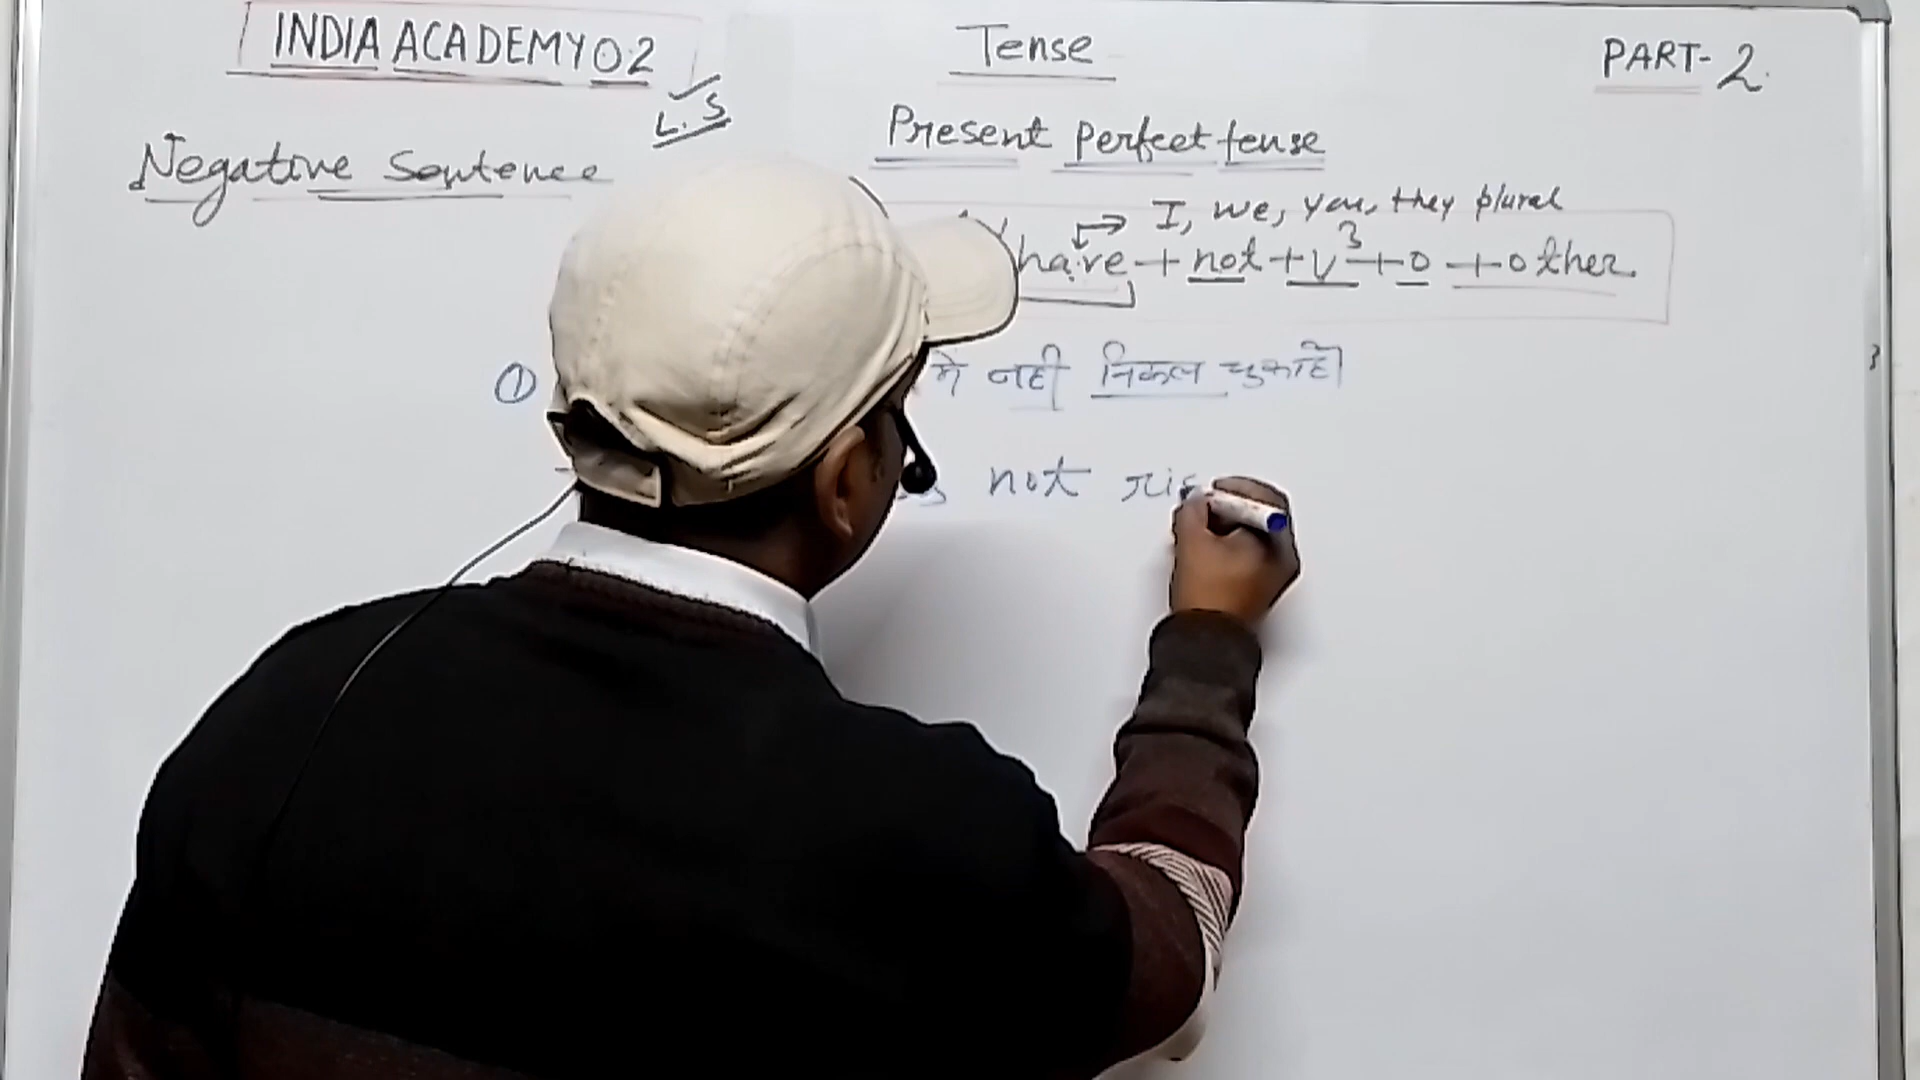 INDIA ACADEMY 02
Tense
PART-2.
L.S
Negative Sentence
Present perfect tense
I, we, you, they plural
have + not + V3 + O + other.
① में नही निकल चुका है।
not ris